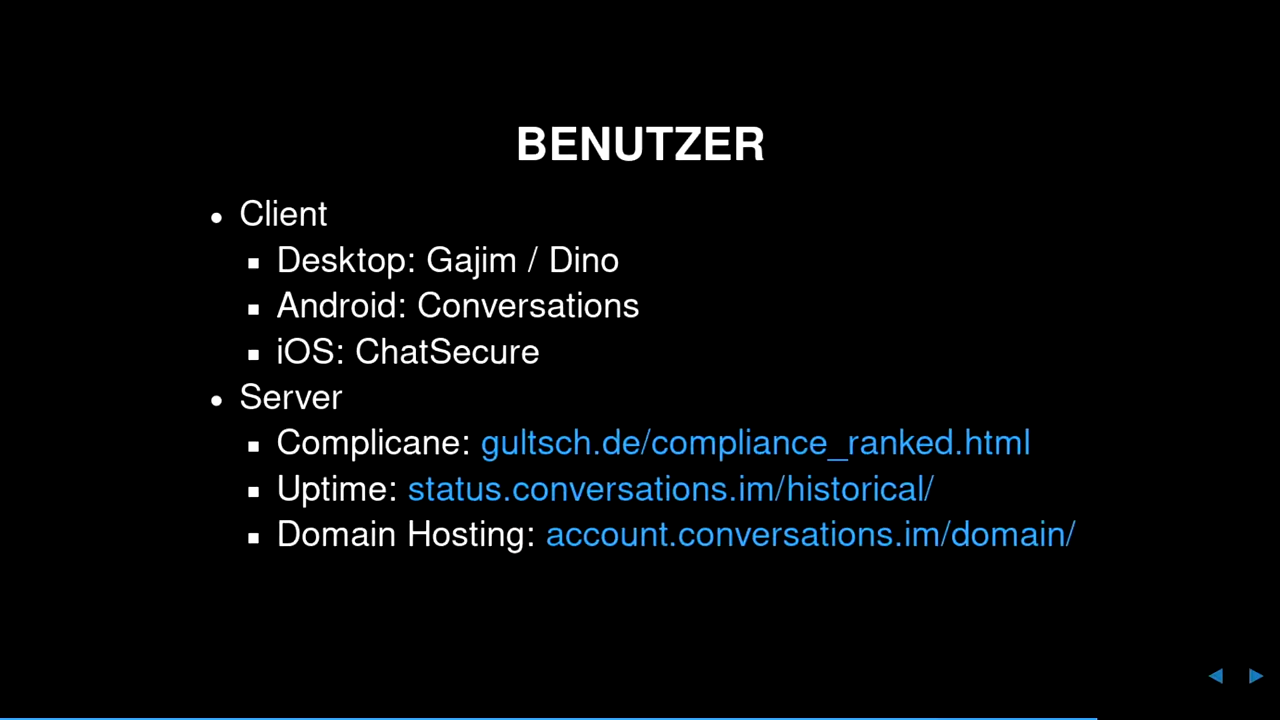 BENUTZER
• Client
▪ Desktop: Gajim / Dino
▪ Android: Conversations
▪ iOS: ChatSecure
• Server
▪ Complicane: gultsch.de/compliance_ranked.html
▪ Uptime: status.conversations.im/historical/
▪ Domain Hosting: account.conversations.im/domain/